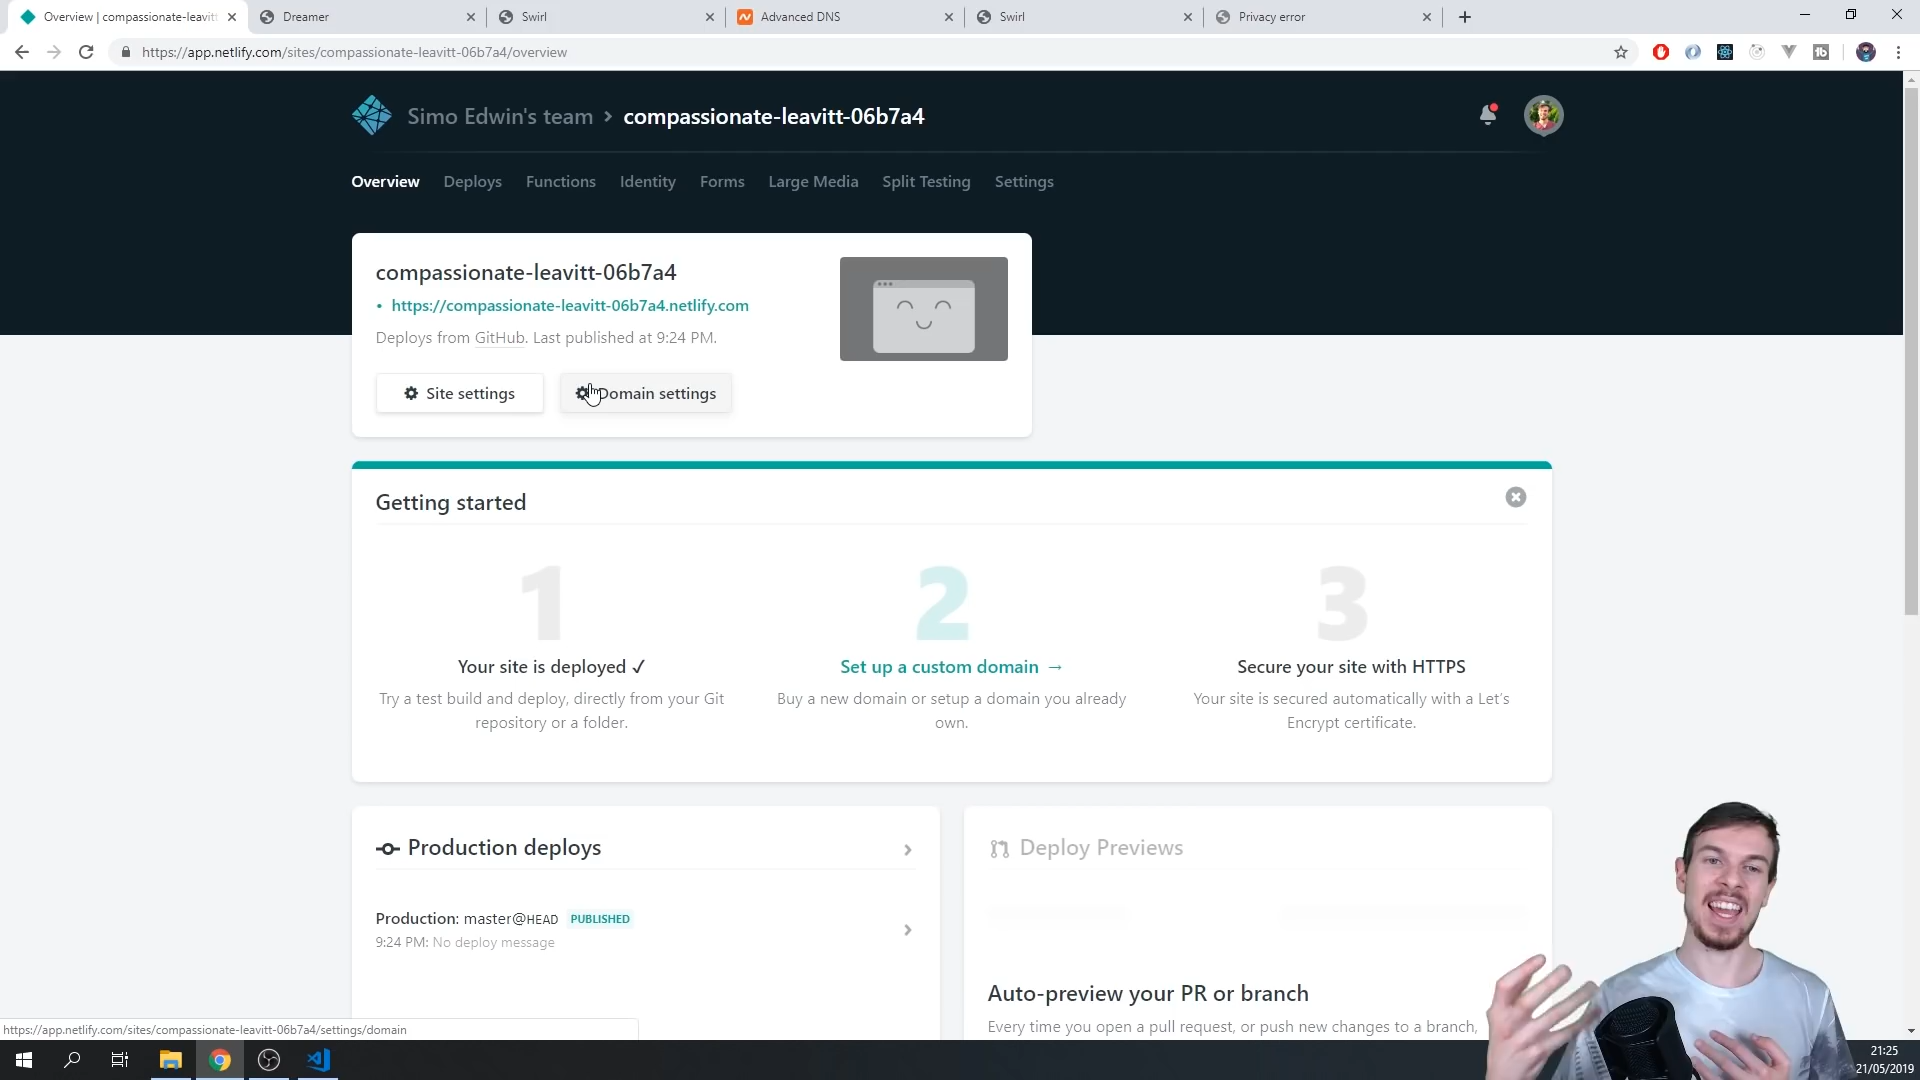 Overview | compassionate-leavitt
Dreamer
Swirl
Advanced DNS
Swirl
Privacy error
https://app.netlify.com/sites/compassionate-leavitt-06b7a4/overview
Simo Edwin's team > compassionate-leavitt-06b7a4
Overview
Deploys
Functions
Identity
Forms
Large Media
Split Testing
Settings
compassionate-leavitt-06b7a4
• https://compassionate-leavitt-06b7a4.netlify.com
Deploys from GitHub. Last published at 9:24 PM.
Site settings
Domain settings
Getting started
1
2
3
Your site is deployed ✓
Try a test build and deploy, directly from your Git
repository or a folder.
Set up a custom domain →
Buy a new domain or setup a domain you already
own.
Secure your site with HTTPS
Your site is secured automatically with a Let's
Encrypt certificate.
Production deploys
Production: master@HEAD PUBLISHED
9:24 PM: No deploy message
Deploy Previews
Auto-preview your PR or branch
Every time you open a pull request, or push new changes to a branch,
https://app.netlify.com/sites/compassionate-leavitt-06b7a4/settings/domain
21:25
21/05/2019